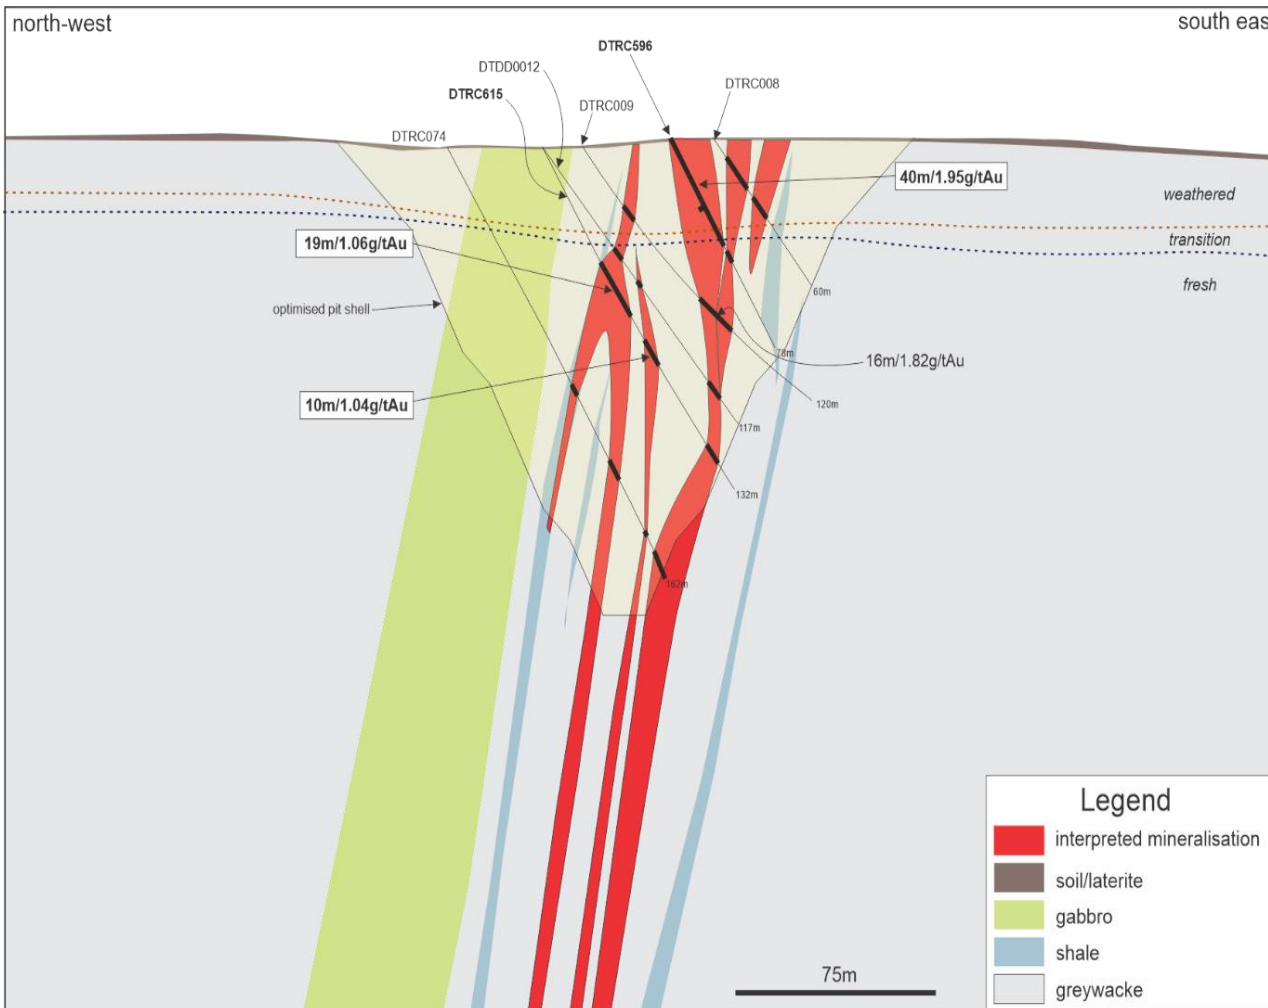 north-west
south eas
DTRC596
DTDD0012
DTRC008
DTRC615
DTRC009
DTRC074
40m/1.95g/tAu
weathered
19m/1.06g/tAu
transition
fresh
60m
optimised pit shell
78m
16m/1.82g/tAu
10m/1.04g/tAu
120m
117m
132m
162m
Legend
interpreted mineralisation
soil/laterite
gabbro
shale
greywacke
75m